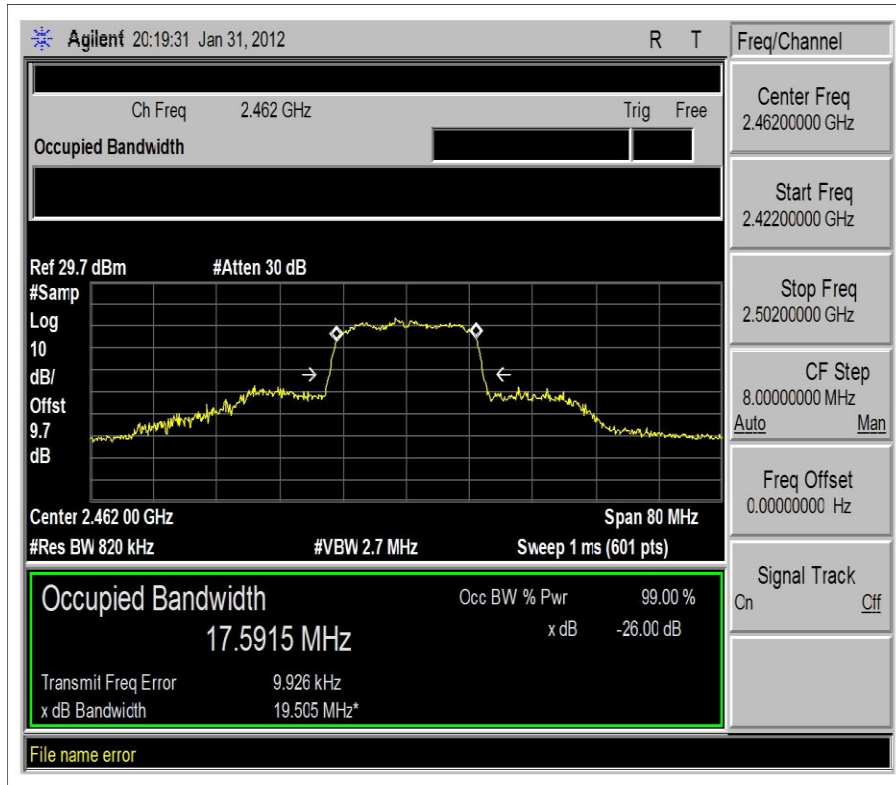 Agilent 20:19:31 Jan 31, 2012 R T
Freq/Channel
Ch Freq 2.462 GHz Trig Free
Occupied Bandwidth
Center Freq
2.46200000 GHz
Start Freq
2.42200000 GHz
Stop Freq
2.50200000 GHz
CF Step
8.00000000 MHz
Auto Man
Freq Offset
0.00000000 Hz
Signal Track
On Off
Ref 29.7 dBm #Atten 30 dB
#Samp
Log
10
dB/
Offst
9.7
dB
Center 2.462 00 GHz Span 80 MHz
#Res BW 820 kHz #VBW 2.7 MHz Sweep 1 ms (601 pts)
Occupied Bandwidth Occ BW % Pwr 99.00 %
17.5915 MHz x dB -26.00 dB
Transmit Freq Error 9.926 kHz
x dB Bandwidth 19.505 MHz*
File name error